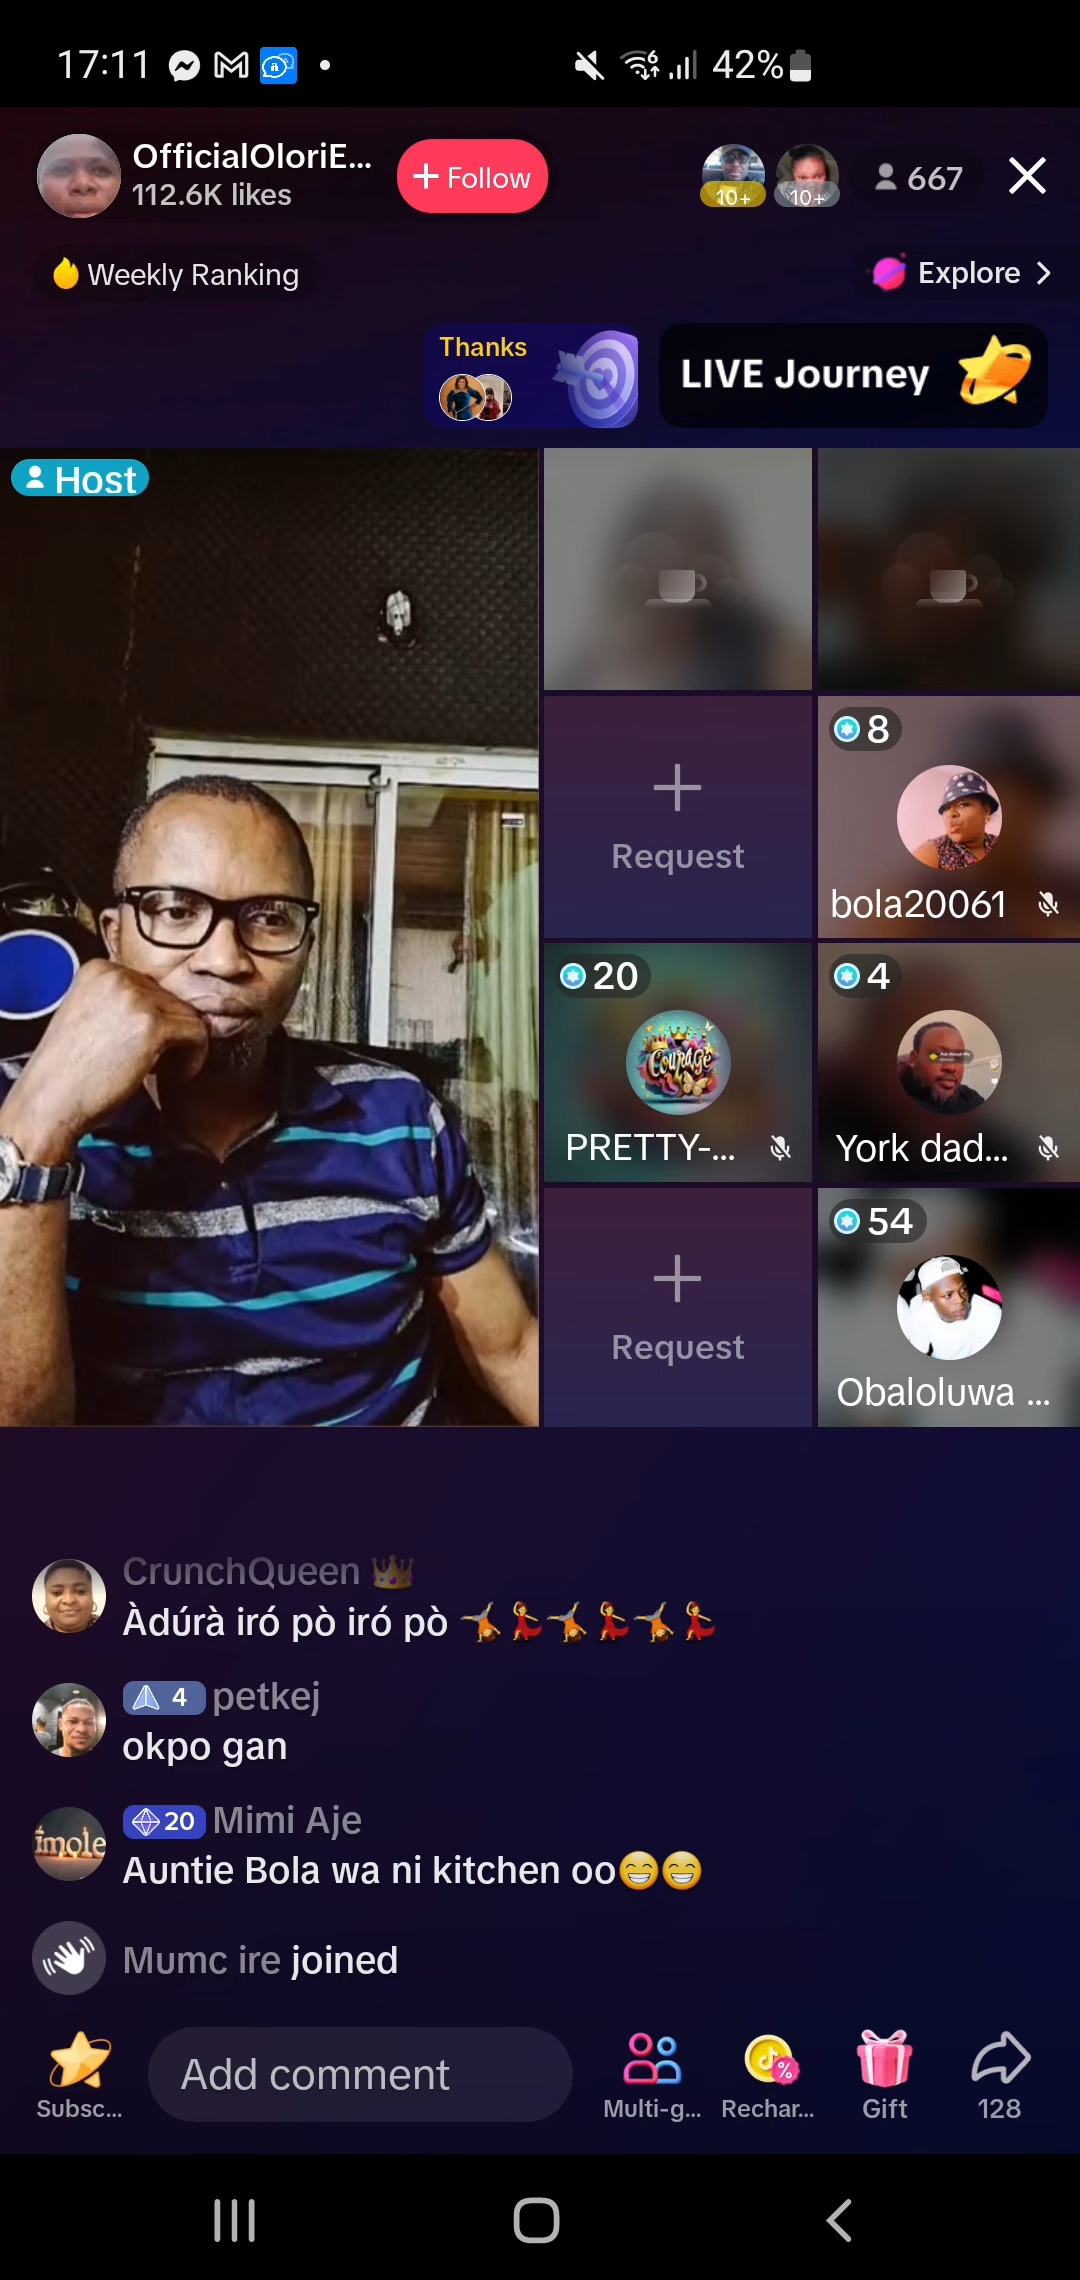 17:11
42%
OfficialOloriE...
112.6K likes
+ Follow
10+
10+
667
Weekly Ranking
Explore
Thanks
LIVE Journey
Host
Request
8
bola20061
20
Courage
PRETTY-...
4
York dad...
Request
54
Obaloluwa ...
CrunchQueen
Àdúrà iró pò iró pò
4 petkej
okpo gan
20 Mimi Aje
imole
Auntie Bola wa ni kitchen oo😁😁
Mumc ire joined
Subsc...
Add comment
Multi-g...
Rechar...
Gift
128